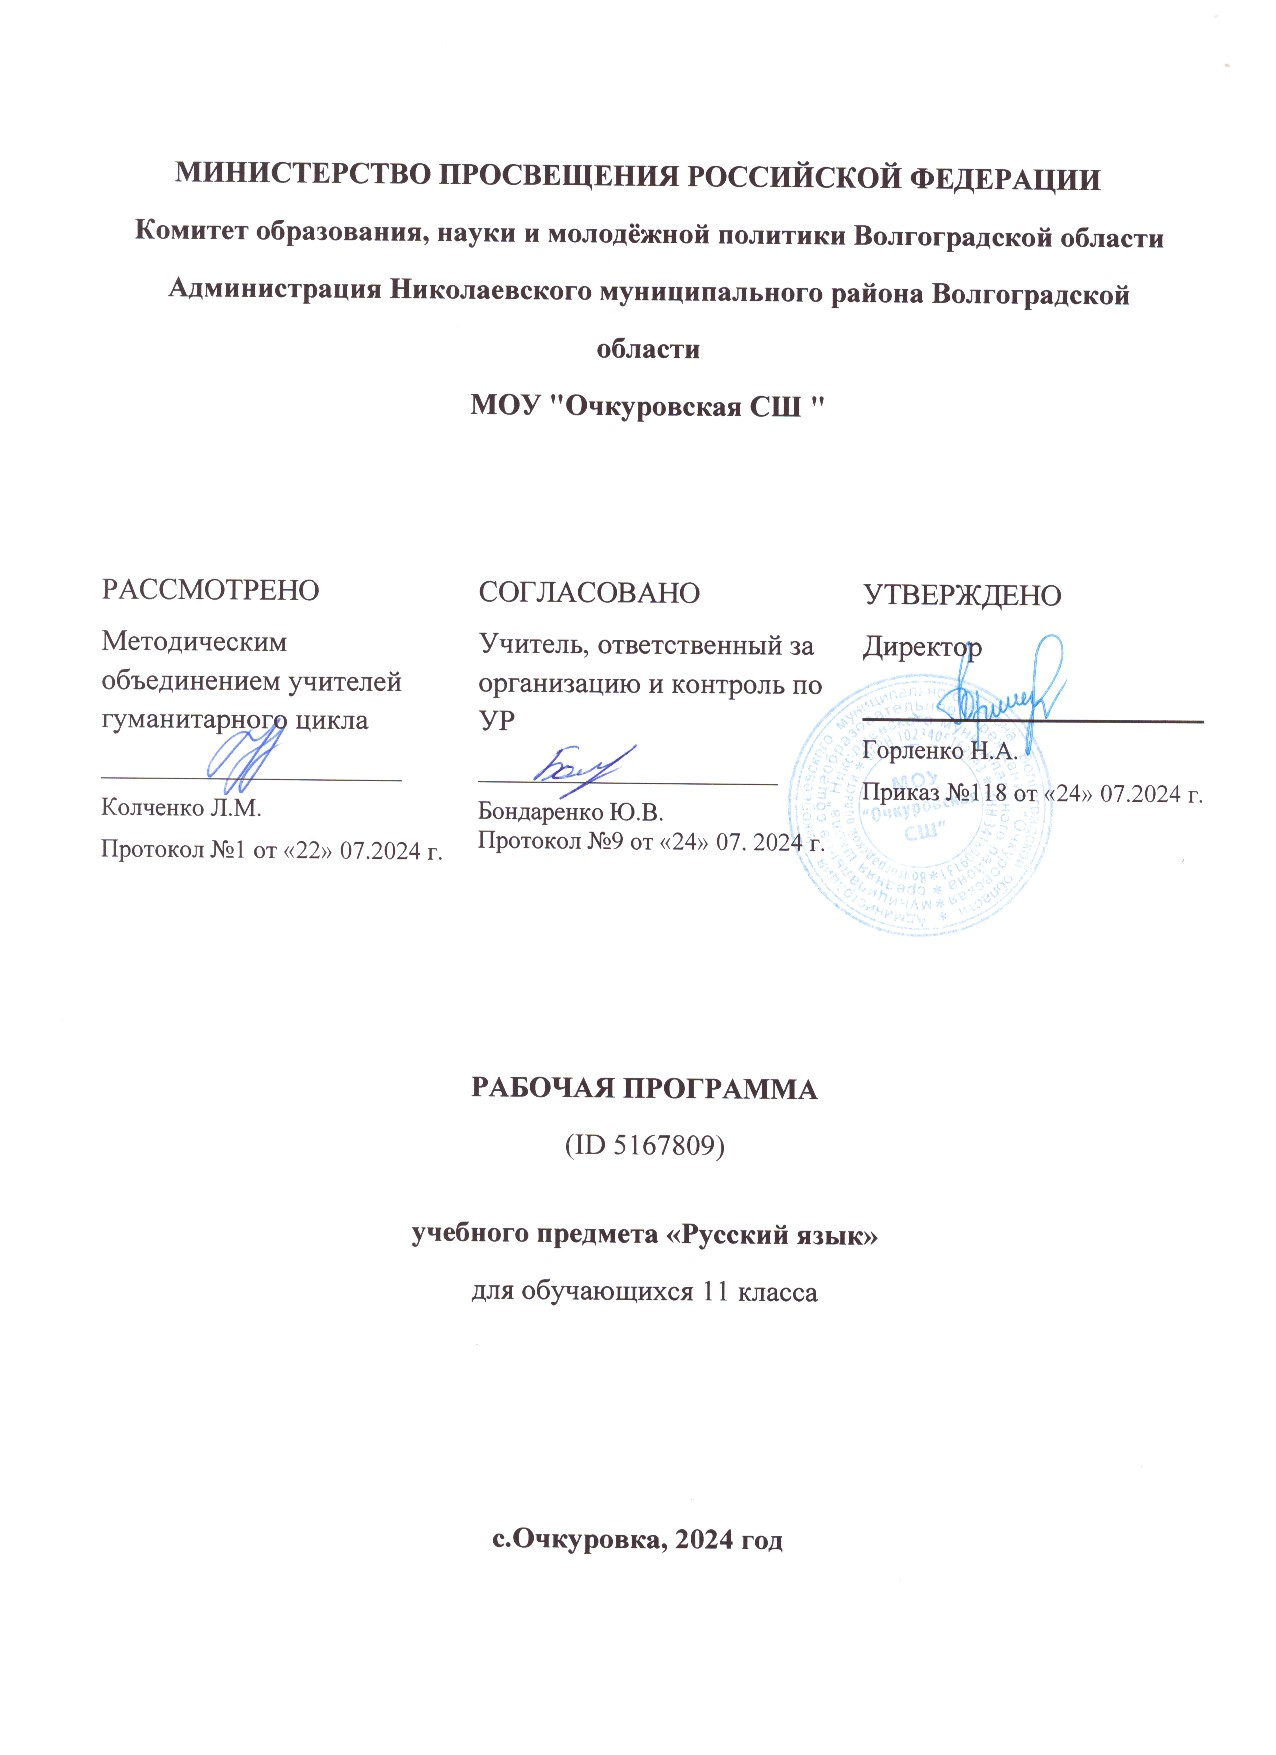 МИНИСТЕРСТВО ПРОСВЕЩЕНИЯ РОССИЙСКОЙ ФЕДЕРАЦИИ
Комитет образования, науки и молодёжной политики Волгоградской области
Администрация Николаевского муниципального района Волгоградской
области
МОУ "Очкуровская СШ "
РАССМОТРЕНО
Методическим
объединением учителей
гуманитарного цикла
Колченко Л.М.
Протокол №1 от «22» 07.2024 г.
СОГЛАСОВАНО
Учитель, ответственный за
организацию и контроль по
УР
Бондаренко Ю.В.
Протокол №9 от «24» 07. 2024 г.
УТВЕРЖДЕНО
Директор
Горленко Н.А.
Приказ №118 от «24» 07.2024 г.
МОУ
"Очкуровская
СШ"
РАБОЧАЯ ПРОГРАММА
(ID 5167809)
учебного предмета «Русский язык»
для обучающихся 11 класса
с.Очкуровка, 2024 год